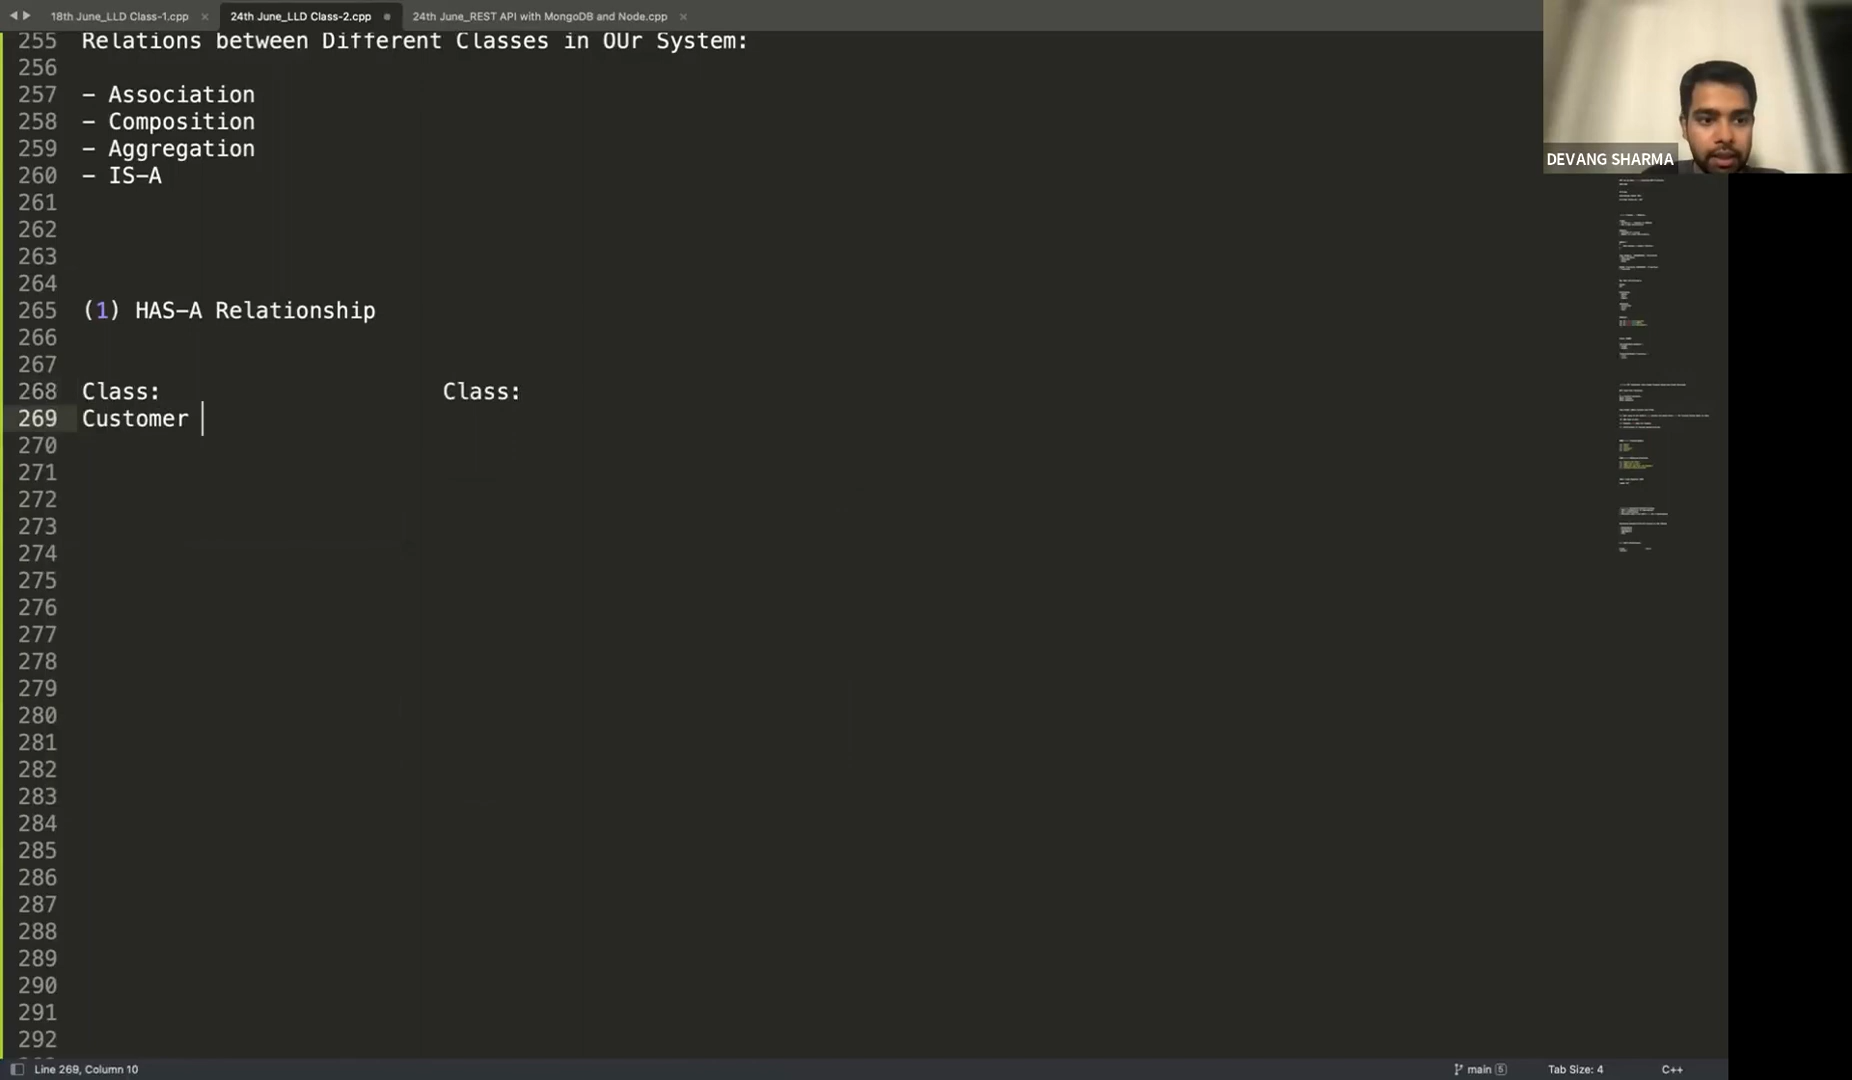 18th June_LLD Class-1.cpp
24th June_LLD Class-2.cpp
24th June_REST API with MongoDB and Node.cpp
DEVANG SHARMA
255 Relations between Different Classes in OUr System:
256
257 - Association
258 - Composition
259 - Aggregation
260 - IS-A
261
262
263
264
265 (1) HAS-A Relationship
266
267
268 Class: Class:
269 Customer
270
271
272
273
274
275
276
277
278
279
280
281
282
283
284
285
286
287
288
289
290
291
292
Line 269, Column 10
main 5
Tab Size: 4
C++